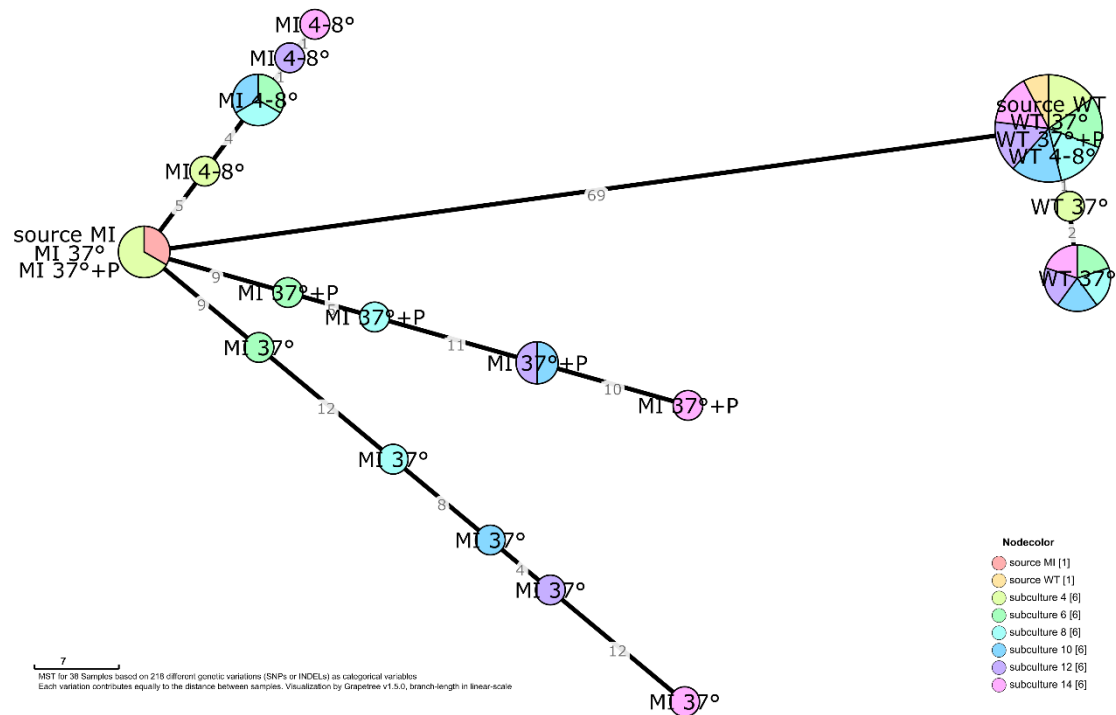 MI 4-8°
1
MI 4-8°
1
MI 4-8°
4
MI 4-8°
5
source MI
MI 37°
MI 37°+P
69
source WT
WT 37°
WT 37°+P
WT 4-8°
1
WT 37°
2
WT 37°
9
MI 37°+P
5
MI 37°+P
11
MI 37°+P
10
MI 37°+P
9
MI 37°
12
MI 37°
8
MI 37°
4
MI 37°
12
MI 37°
Nodecolor
source MI [1]
source WT [1]
subculture 4 [6]
subculture 6 [6]
subculture 8 [6]
subculture 10 [6]
subculture 12 [6]
subculture 14 [6]
7
MST for 38 Samples based on 218 different genetic variations (SNPs or INDELs) as categorical variables
Each variation contributes equally to the distance between samples. Visualization by Grapetree v1.5.0, branch-length in linear-scale